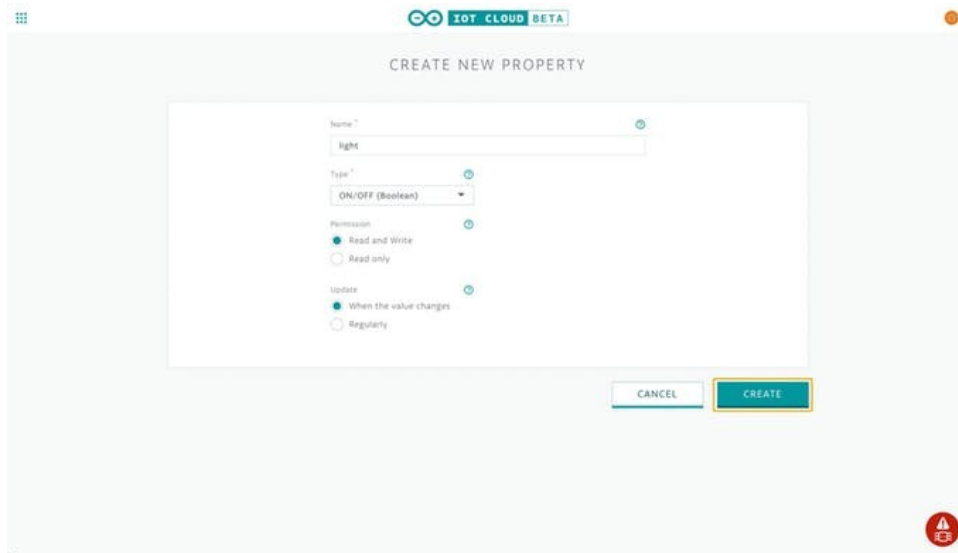 IOT CLOUD BETA
CREATE NEW PROPERTY
Name *
light
Type *
ON/OFF (Boolean)
Permission
Read and Write
Read only
Update
When the value changes
Regularly
CANCEL CREATE